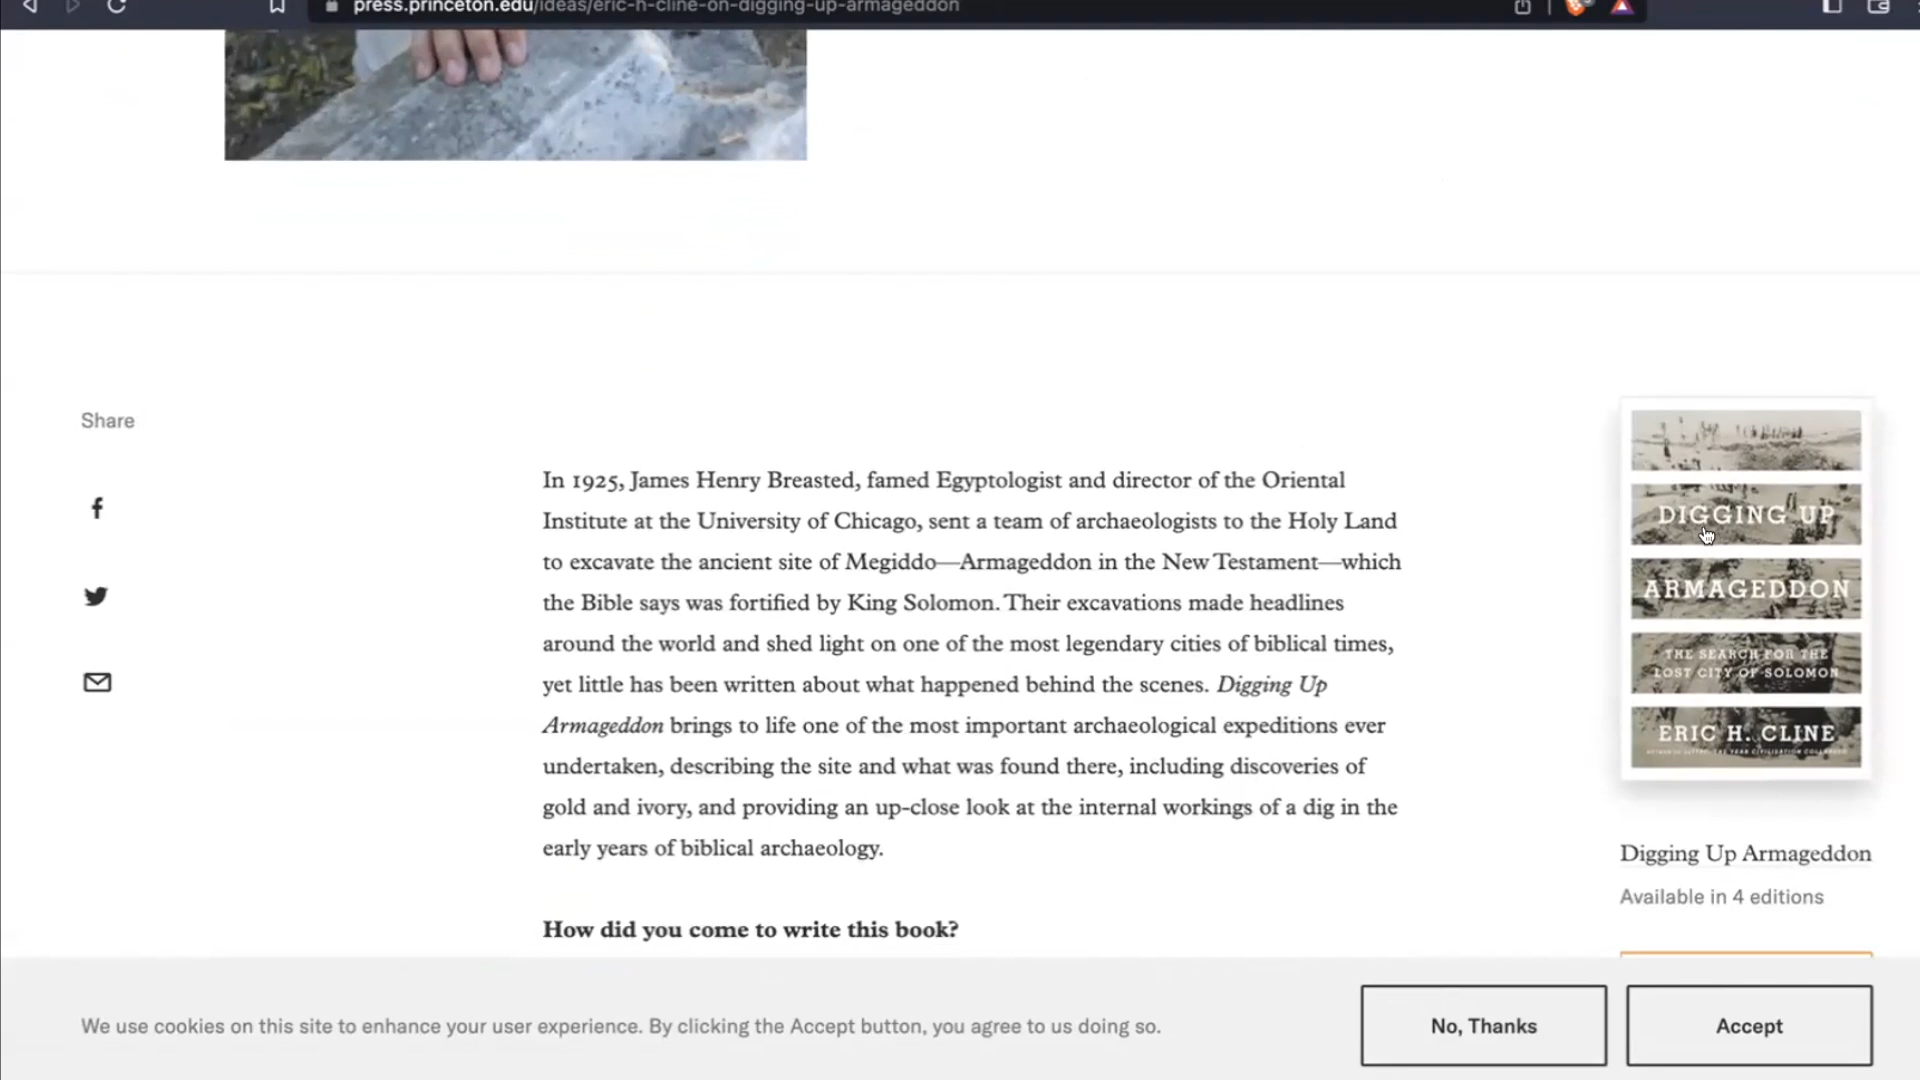 press.princeton.edu/ideas/eric-h-cline-on-digging-up-armageddon
Share
In 1925, James Henry Breasted, famed Egyptologist and director of the Oriental
Institute at the University of Chicago, sent a team of archaeologists to the Holy Land
to excavate the ancient site of Megiddo—Armageddon in the New Testament—which
the Bible says was fortified by King Solomon. Their excavations made headlines
around the world and shed light on one of the most legendary cities of biblical times,
yet little has been written about what happened behind the scenes. Digging Up
Armageddon brings to life one of the most important archaeological expeditions ever
undertaken, describing the site and what was found there, including discoveries of
gold and ivory, and providing an up-close look at the internal workings of a dig in the
early years of biblical archaeology.
How did you come to write this book?
DIGGING UP
ARMAGEDDON
THE SEARCH FOR THE
LOST CITY OF SOLOMON
ERIC H. CLINE
Digging Up Armageddon
Available in 4 editions
We use cookies on this site to enhance your user experience. By clicking the Accept button, you agree to us doing so.
No, Thanks
Accept